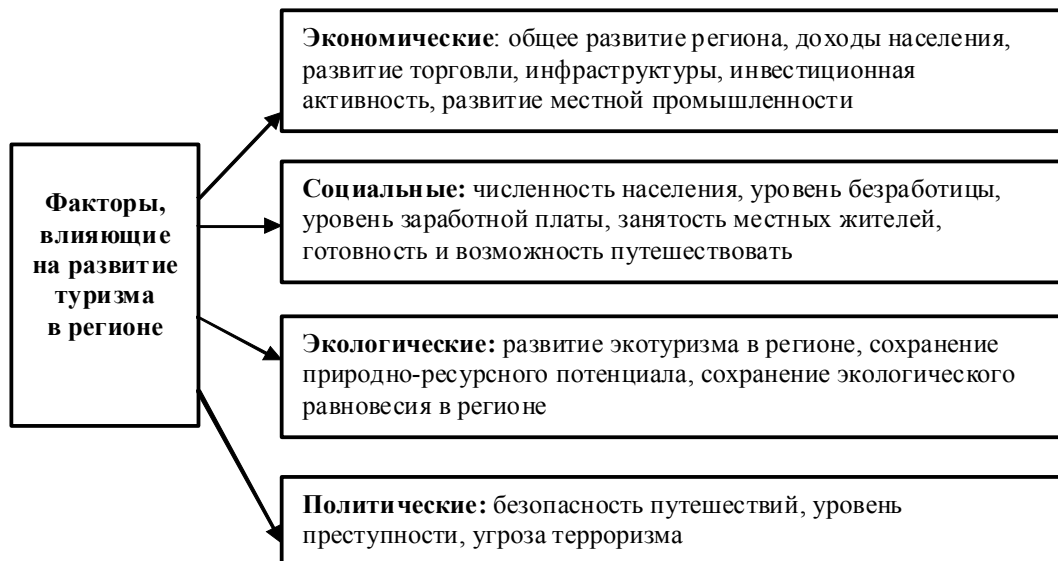 Факторы,
влияющие
на развитие
туризма
в регионе
Экономические: общее развитие региона, доходы населения,
развитие торговли, инфраструктуры, инвестиционная
активность, развитие местной промышленности
Социальные: численность населения, уровень безработицы,
уровень заработной платы, занятость местных жителей,
готовность и возможность путешествовать
Экологические: развитие экотуризма в регионе, сохранение
природно-ресурсного потенциала, сохранение экологического
равновесия в регионе
Политические: безопасность путешествий, уровень
преступности, угроза терроризма